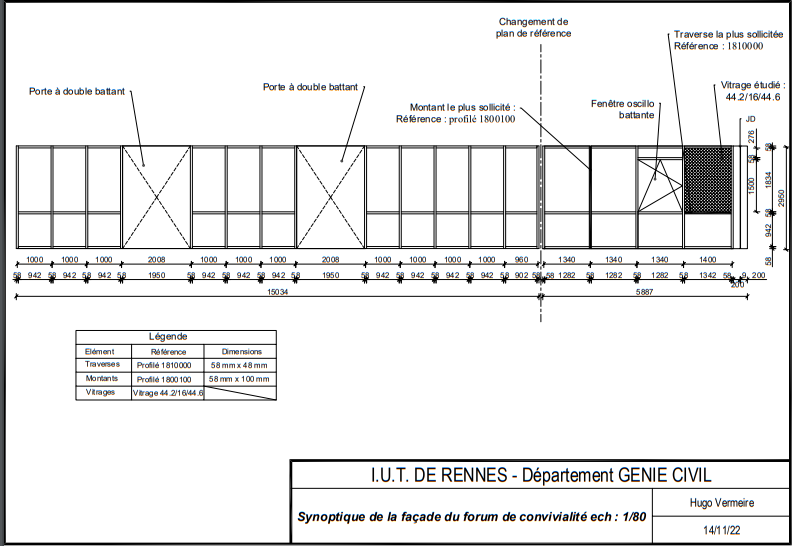 Changement de
plan de référence
Traverse la plus sollicitée
Référence : 1810000
Porte à double battant
Porte à double battant
Vitrage étudié :
44.2/16/44.6
Montant le plus sollicité :
Référence : profilé 1800100
Fenêtre oscillo
battante
JD
276
58
58
1500
1834
2950
58
942
58
1000 1000 1000 2008 1000 1000 1000 2008 1000 1000 1000 1000 960 1340 1340 1340 1400
58 942 58 942 58 942 58 1950 58 942 58 942 58 942 58 1950 58 942 58 942 58 942 58 942 58 902 58 58 1282 58 1282 58 1282 58 1342 58 9 200
200
15034 5887
Légende
Elément Référence Dimensions
Traverses Profilé 1810000 58 mm x 48 mm
Montants Profilé 1800100 58 mm x 100 mm
Vitrages Vitrage 44.2/16/44.6
I.U.T. DE RENNES - Département GENIE CIVIL
Synoptique de la façade du forum de convivialité ech : 1/80
Hugo Vermeire
14/11/22